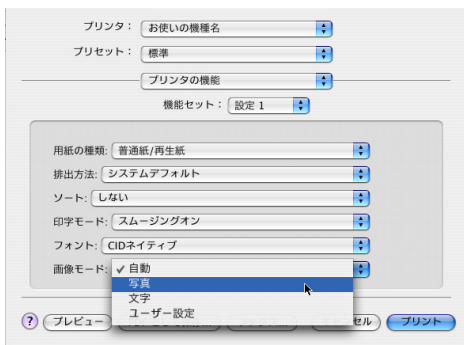 プリンタ： お使いの機種名
プリセット： 標準
プリンタの機能
機能セット： 設定 1
用紙の種類: 普通紙/再生紙
排出方法: システムデフォルト
ソート: しない
印字モード: スムージングオン
フォント: CIDネイティブ
画像モード: ✓ 自動
写真
文字
ユーザー設定
? プレビュー セル プリント